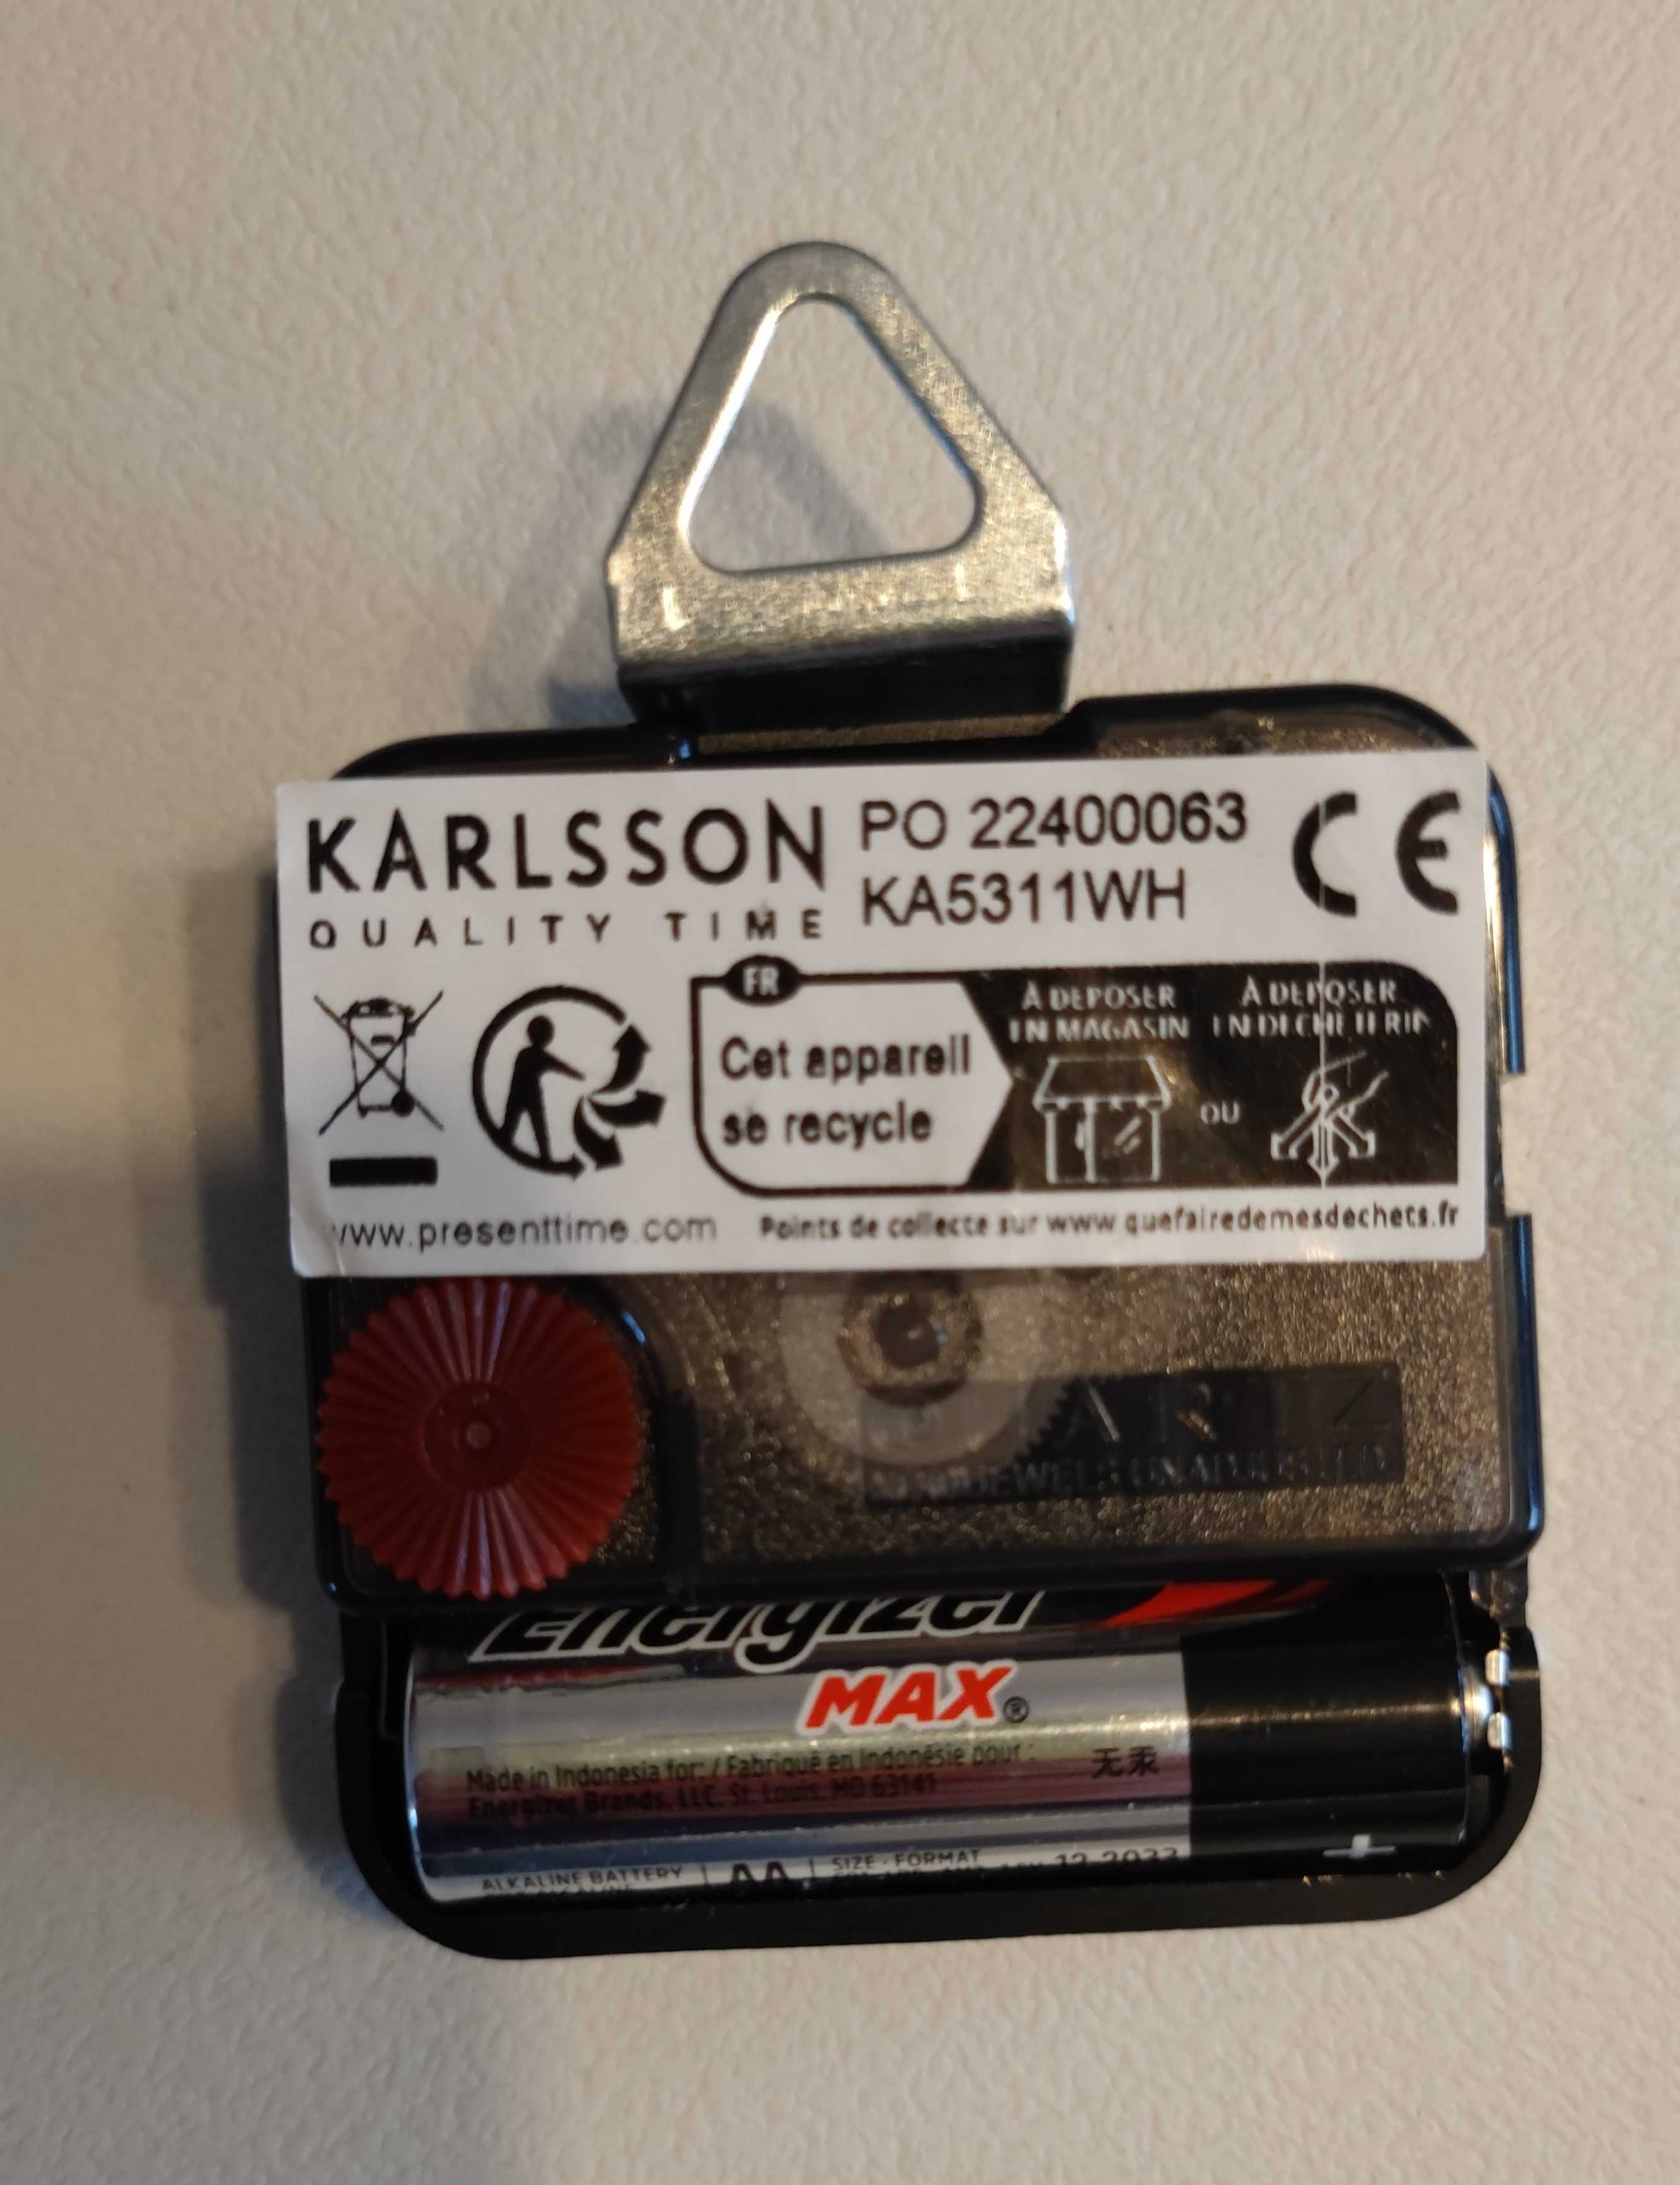 KARLSSON
QUALITY TIME
PO 22400063
KA5311WH
CE
FR
Cet appareil
se recycle
À DEPOSER
EN MAGASIN
OU
À DEPOSER
EN DECHETERIE
www.presenttime.com
Points de collecte sur www.quefairedemesdechets.fr
Energizer
MAX®
Made in Indonesia for: / Fabriqué en Indonésie pour :
Energizer Brands, LLC, St. Louis, MO 63141
无汞
ALKALINE BATTERY | AA | SIZE · FORMAT
12-2033
+